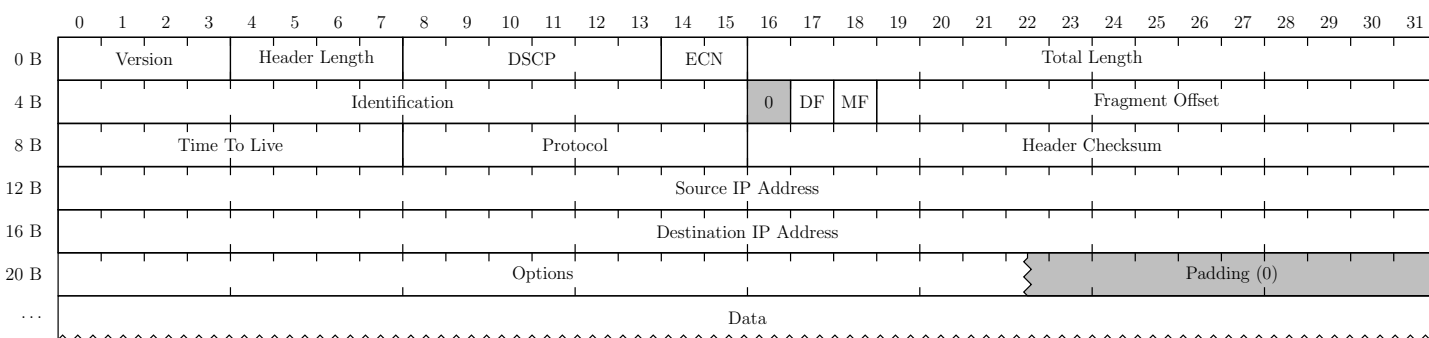 0 1 2 3 4 5 6 7 8 9 10 11 12 13 14 15 16 17 18 19 20 21 22 23 24 25 26 27 28 29 30 31
0 B Version Header Length DSCP ECN Total Length
4 B Identification 0 DF MF Fragment Offset
8 B Time To Live Protocol Header Checksum
12 B Source IP Address
16 B Destination IP Address
20 B Options Padding (0)
... Data